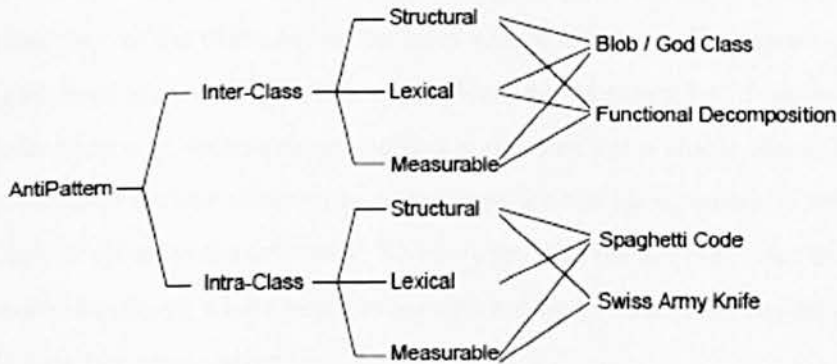 Structural
Blob / God Class
Inter-Class
Lexical
Functional Decomposition
Measurable
AntiPattern
Structural
Spaghetti Code
Intra-Class
Lexical
Swiss Army Knife
Measurable